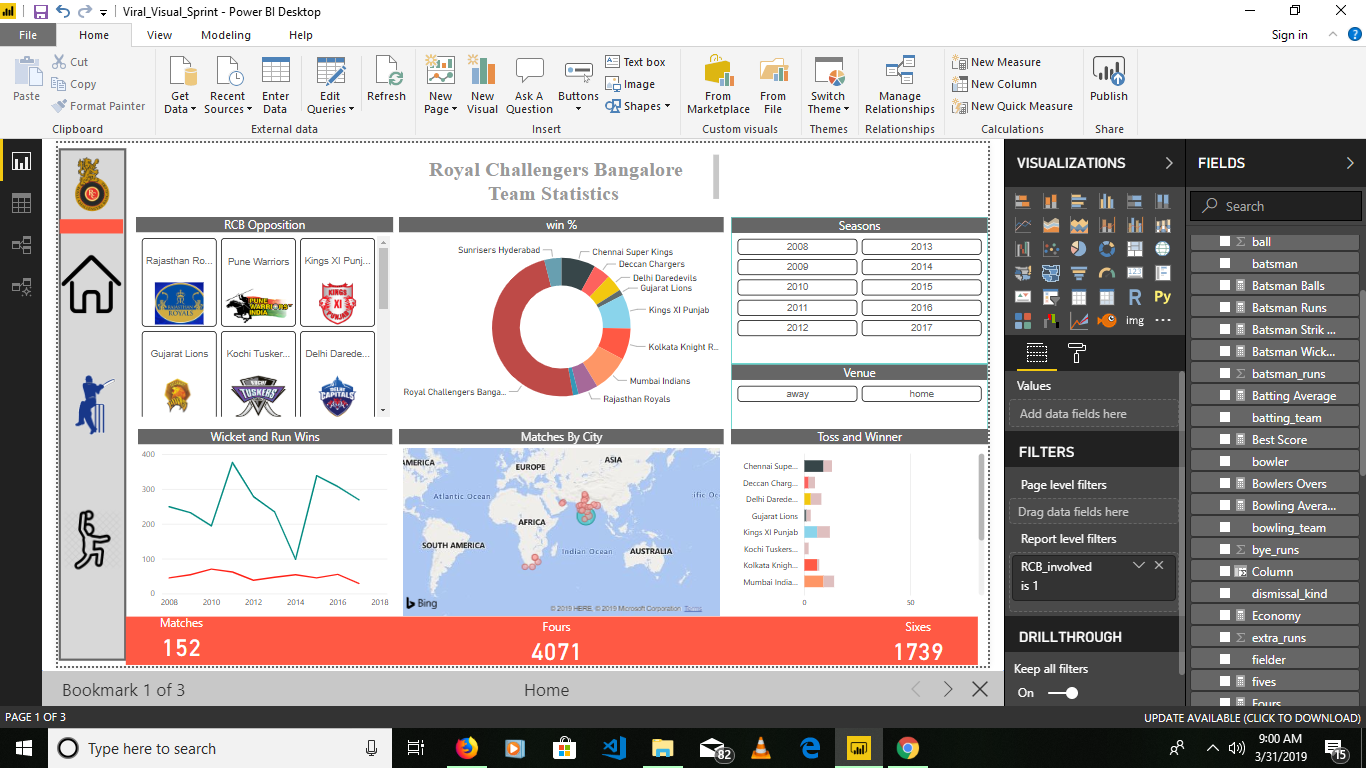 Viral_Visual_Sprint - Power BI Desktop
File Home View Modeling Help Sign in
Paste
Cut
Copy
Format Painter
Clipboard
Get Data
Recent Sources
Enter Data
Edit Queries
Refresh
External data
New Page
New Visual
Ask A Question
Buttons
Text box
Image
Shapes
Insert
From Marketplace
From File
Custom visuals
Switch Theme
Themes
Manage Relationships
Relationships
New Measure
New Column
New Quick Measure
Calculations
Publish
Share
Royal Challengers Bangalore
Team Statistics
RCB Opposition
Rajasthan Ro...
RAJASTHAN ROYALS
Pune Warriors
PUNE WARRIORS INDIA
Kings XI Punj...
KINGS XI PUNJAB
Gujarat Lions
Kochi Tusker...
KOCHI TUSKERS
Delhi Darede...
DELHI CAPITALS
win %
Sunrisers Hyderabad
Chennai Super Kings
Deccan Chargers
Delhi Daredevils
Gujarat Lions
Kings XI Punjab
Kolkata Knight R...
Mumbai Indians
Rajasthan Royals
Royal Challengers Banga...
Seasons
2008 2013
2009 2014
2010 2015
2011 2016
2012 2017
Venue
away home
Wicket and Run Wins
400
300
200
100
0
2008 2010 2012 2014 2016 2018
Matches By City
AMERICA
EUROPE
ASIA
Atlantic Ocean
ific Oc
AFRICA
SOUTH AMERICA
Indian Ocean
AUSTRALIA
Bing
© 2019 HERE, © 2019 Microsoft Corporation Terms
Toss and Winner
Chennai Supe...
Deccan Charg...
Delhi Darede...
Gujarat Lions
Kings XI Punjab
Kochi Tuskers...
Kolkata Knigh...
Mumbai India...
0 50
Matches
152
Fours
4071
Sixes
1739
Bookmark 1 of 3
Home
VISUALIZATIONS
R
Py
img
Values
Add data fields here
FILTERS
Page level filters
Drag data fields here
Report level filters
RCB_involved
is 1
DRILLTHROUGH
Keep all filters
On
FIELDS
Search
ball
batsman
Batsman Balls
Batsman Runs
Batsman Strik ...
Batsman Wick...
batsman_runs
Batting Average
batting_team
Best Score
bowler
Bowlers Overs
Bowling Avera...
bowling_team
bye_runs
Column
dismissal_kind
Economy
extra_runs
fielder
fives
Fours
PAGE 1 OF 3
UPDATE AVAILABLE (CLICK TO DOWNLOAD)
Type here to search
82
9:00 AM
3/31/2019
15